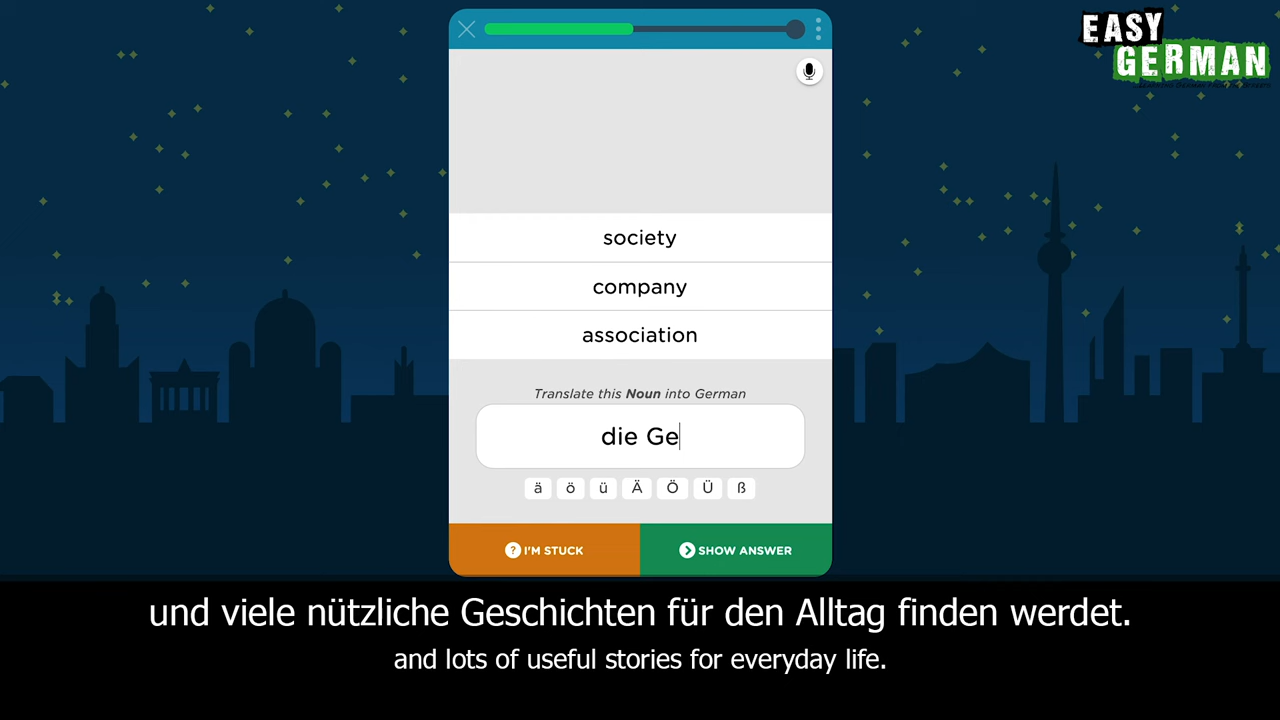 EASY
GERMAN
society
company
association
Translate this Noun into German
die Ge
ä ö ü Ä Ö Ü ß
? I'M STUCK
SHOW ANSWER
und viele nützliche Geschichten für den Alltag finden werdet.
and lots of useful stories for everyday life.